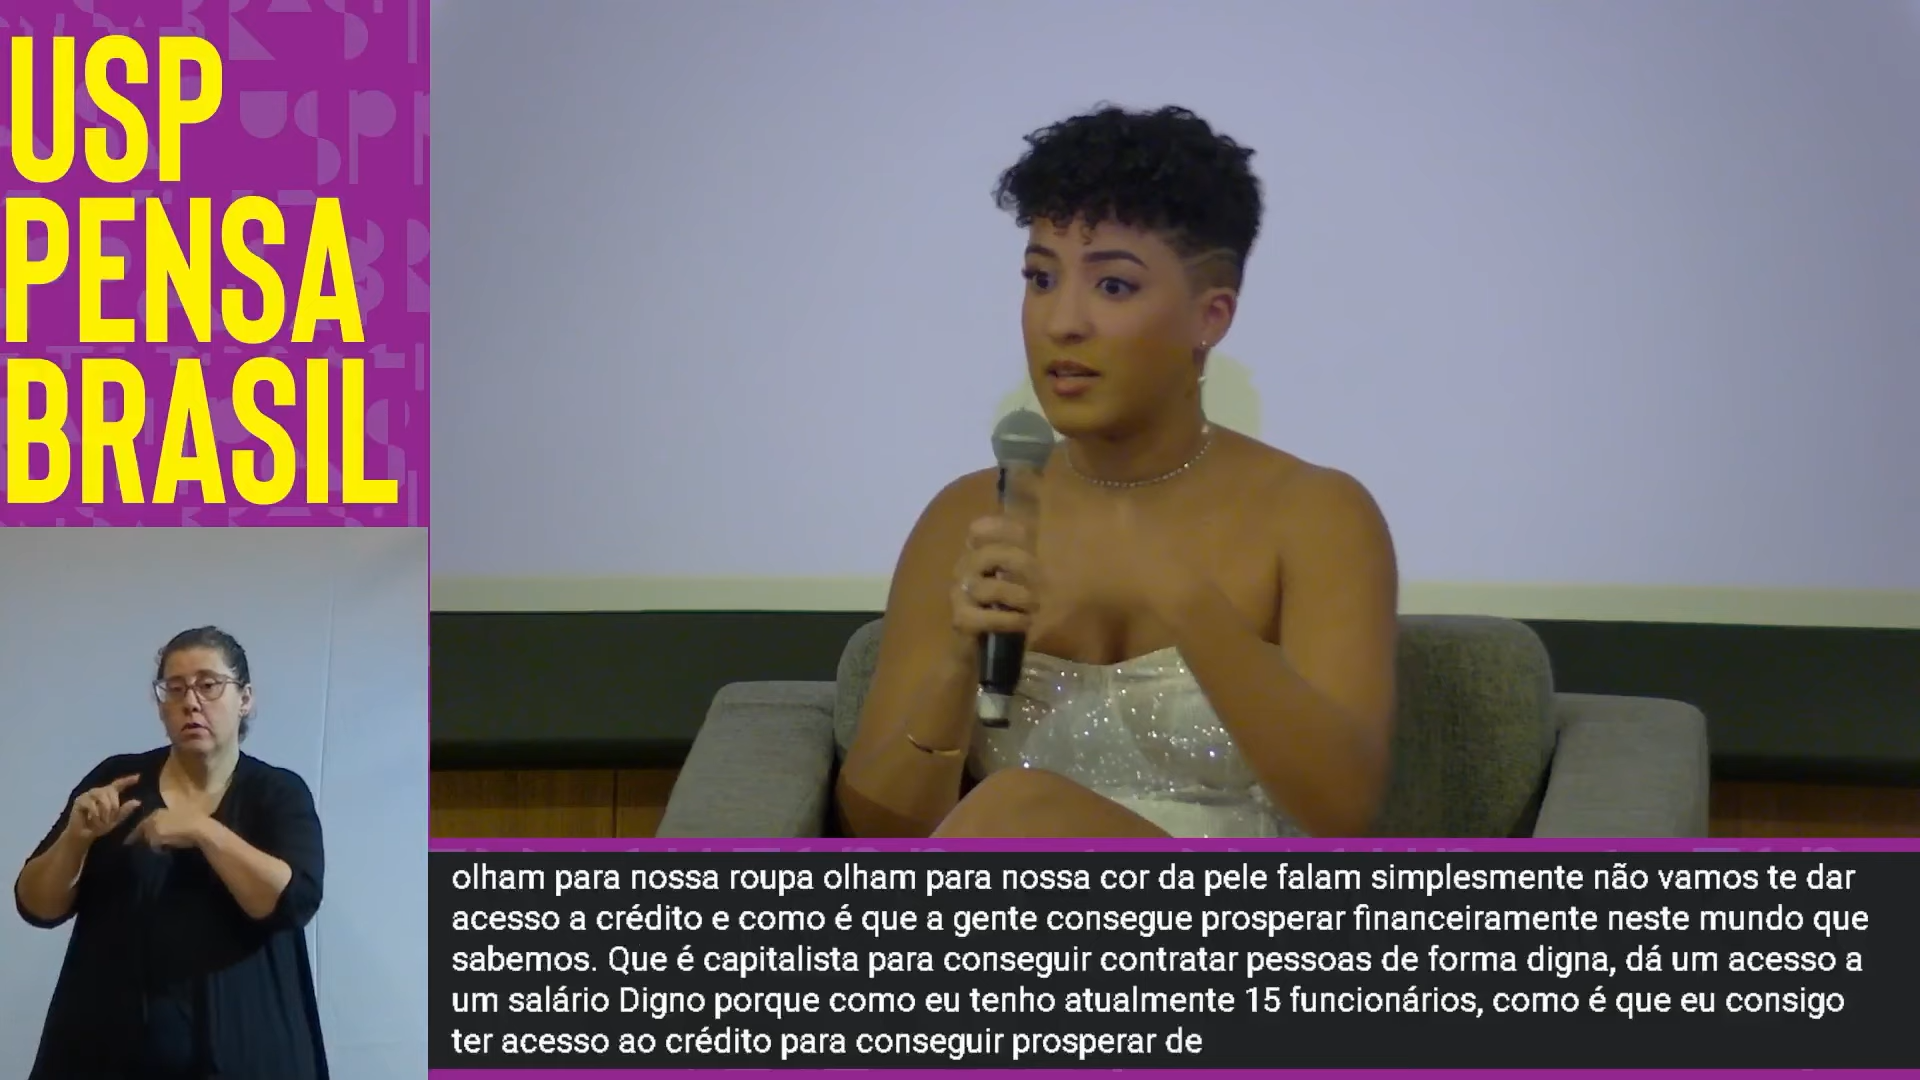 USP
PENSA
BRASIL
olham para nossa roupa olham para nossa cor da pele falam simplesmente não vamos te dar
acesso a crédito e como é que a gente consegue prosperar financeiramente neste mundo que
sabemos. Que é capitalista para conseguir contratar pessoas de forma digna, dá um acesso a
um salário Digno porque como eu tenho atualmente 15 funcionários, como é que eu consigo
ter acesso ao crédito para conseguir prosperar de